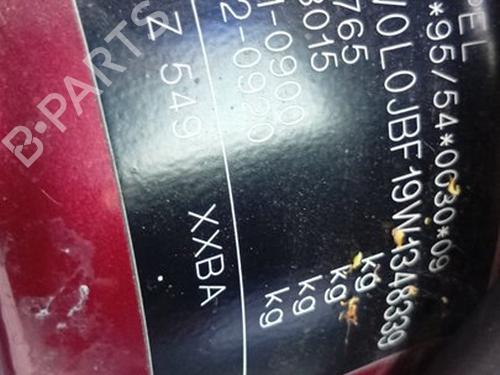 PEL
*95/54*0030*09
W0L0JBF19W1348339
765 kg
3015 kg
1-0900 kg
2-0920 kg
Z 549 XXBA
B-PARTS